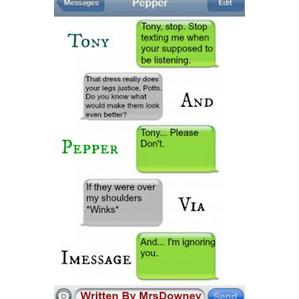 Messages
Pepper
Edit
Tony, stop. Stop
texting me when
your supposed to
be listening.
Tony
That dress really does
your legs justice, Potts.
Do you know what
would make them look
even better?
And
Tony... Please
Don't.
Pepper
If they were over
my shoulders
*Winks*
Via
And... I'm ignoring
you.
Imessage
Written By MrsDowney
Send